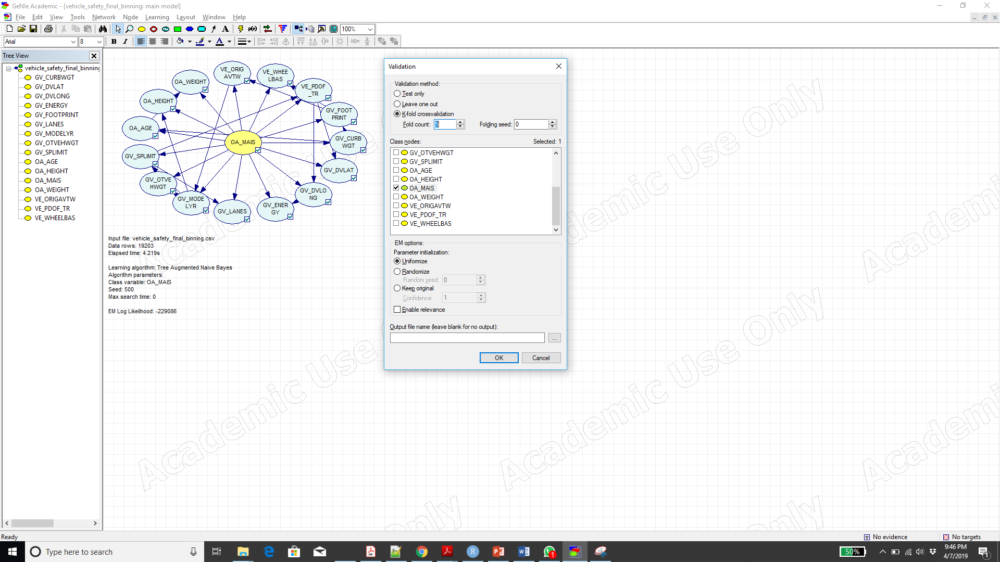 GeNIe Academic - [vehicle_safety_final_binning: main model]
File Edit View Tools Network Node Learning Layout Window Help
p(e) 100%
Arial 8 B I A
Tree View
vehicle_safety_final_binning
GV_CURBWGT
GV_DVLAT
GV_DVLONG
GV_ENERGY
GV_FOOTPRINT
GV_LANES
GV_MODELYR
GV_OTVEHWGT
GV_SPLIMIT
OA_AGE
OA_HEIGHT
OA_MAIS
OA_WEIGHT
VE_ORIGAVTW
VE_PDOF_TR
VE_WHEELBAS
VE_ORIG
AVTW
VE_WHEE
LBAS
OA_WEIGHT
VE_PDOF
_TR
OA_HEIGHT
GV_FOOT
PRINT
OA_AGE
OA_MAIS
GV_CURB
WGT
GV_SPLIMIT
GV_DVLAT
GV_OTVE
HWGT
GV_DVLO
NG
GV_MODE
LYR
GV_LANES
GV_ENER
GY
Input file: vehicle_safety_final_binning.csv
Data rows: 19203
Elapsed time: 4.219s
Learning algorithm: Tree Augmented Naive Bayes
Algorithm parameters:
Class variable: OA_MAIS
Seed: 500
Max search time: 0
EM Log Likelihood: -229086
Validation
Validation method:
Test only
Leave one out
K-fold crossvalidation
Fold count: 5 Folding seed: 0
Class nodes: Selected: 1
GV_OTVEHWGT
GV_SPLIMIT
OA_AGE
OA_HEIGHT
OA_MAIS
OA_WEIGHT
VE_ORIGAVTW
VE_PDOF_TR
VE_WHEELBAS
EM options:
Parameter initialization:
Uniformize
Randomize
Random seed: 0
Keep original
Confidence: 1
Enable relevance
Output file name (leave blank for no output):
...
OK Cancel
Academic Use Only
Academic Use Only
Academic Use Only
Academic
Academic
Ready No evidence No targets
Type here to search
50%
9:46 PM
4/7/2019